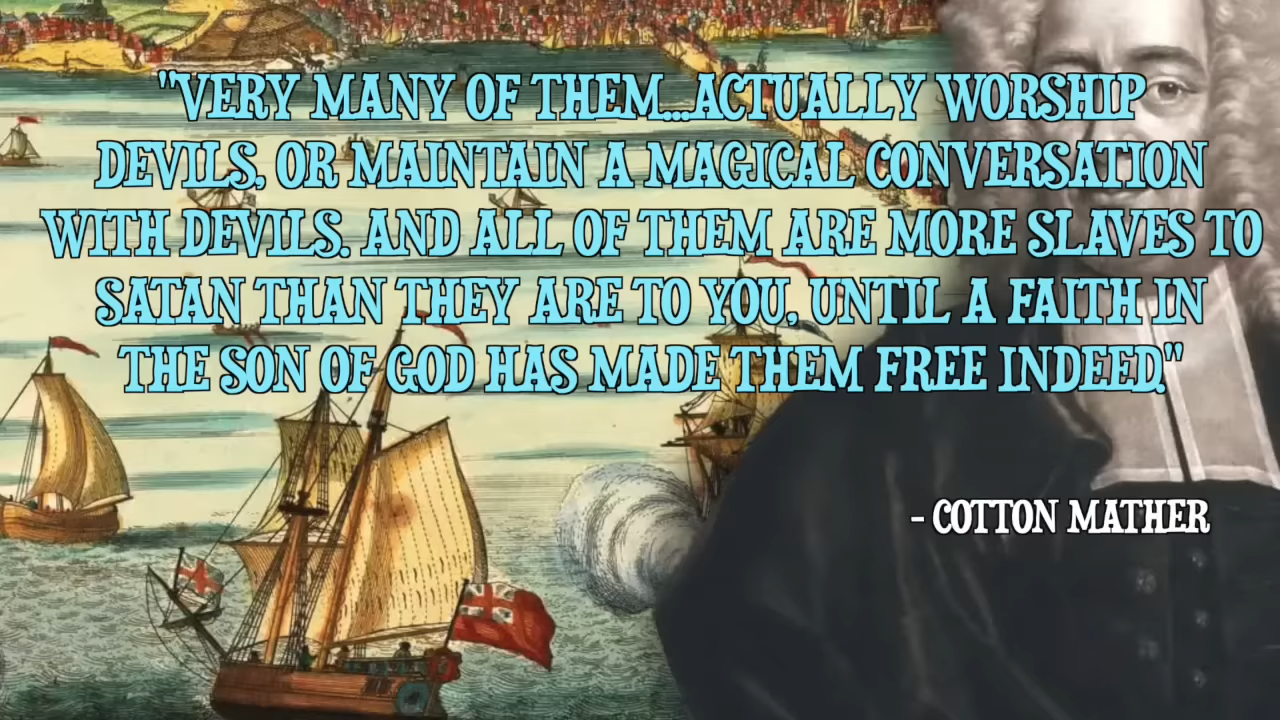 "VERY MANY OF THEM...ACTUALLY WORSHIP
DEVILS, OR MAINTAIN A MAGICAL CONVERSATION
WITH DEVILS. AND ALL OF THEM ARE MORE SLAVES TO
SATAN THAN THEY ARE TO YOU, UNTIL A FAITH IN
THE SON OF GOD HAS MADE THEM FREE INDEED."
- COTTON MATHER